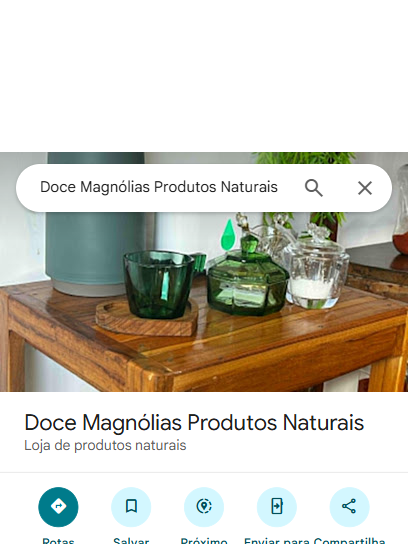 Doce Magnólias Produtos Naturais
Doce Magnólias Produtos Naturais
Loja de produtos naturais
Rotas Salvar Próximo Enviar para Compartilha